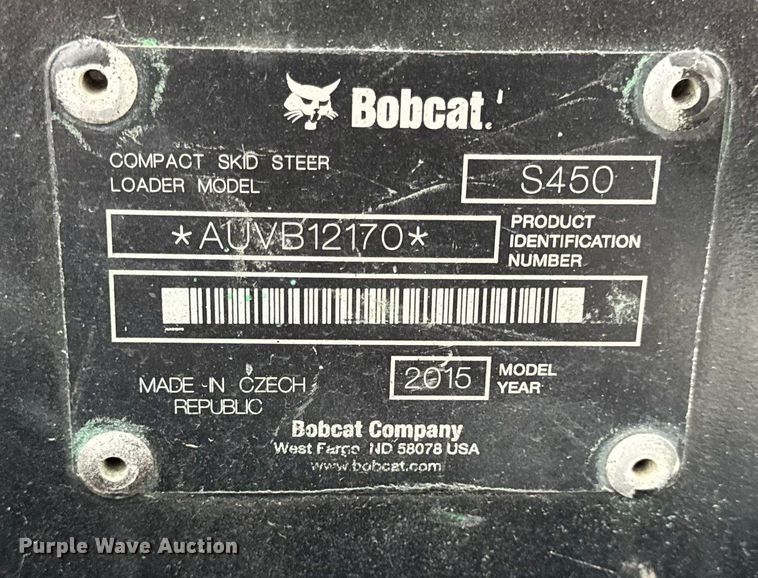 Bobcat.
COMPACT SKID STEER
LOADER MODEL
S450
*AUVB12170*
PRODUCT
IDENTIFICATION
NUMBER
MADE IN CZECH
REPUBLIC
2015
MODEL
YEAR
Bobcat Company
West Fargo, ND 58078 USA
www.bobcat.com
Purple Wave Auction